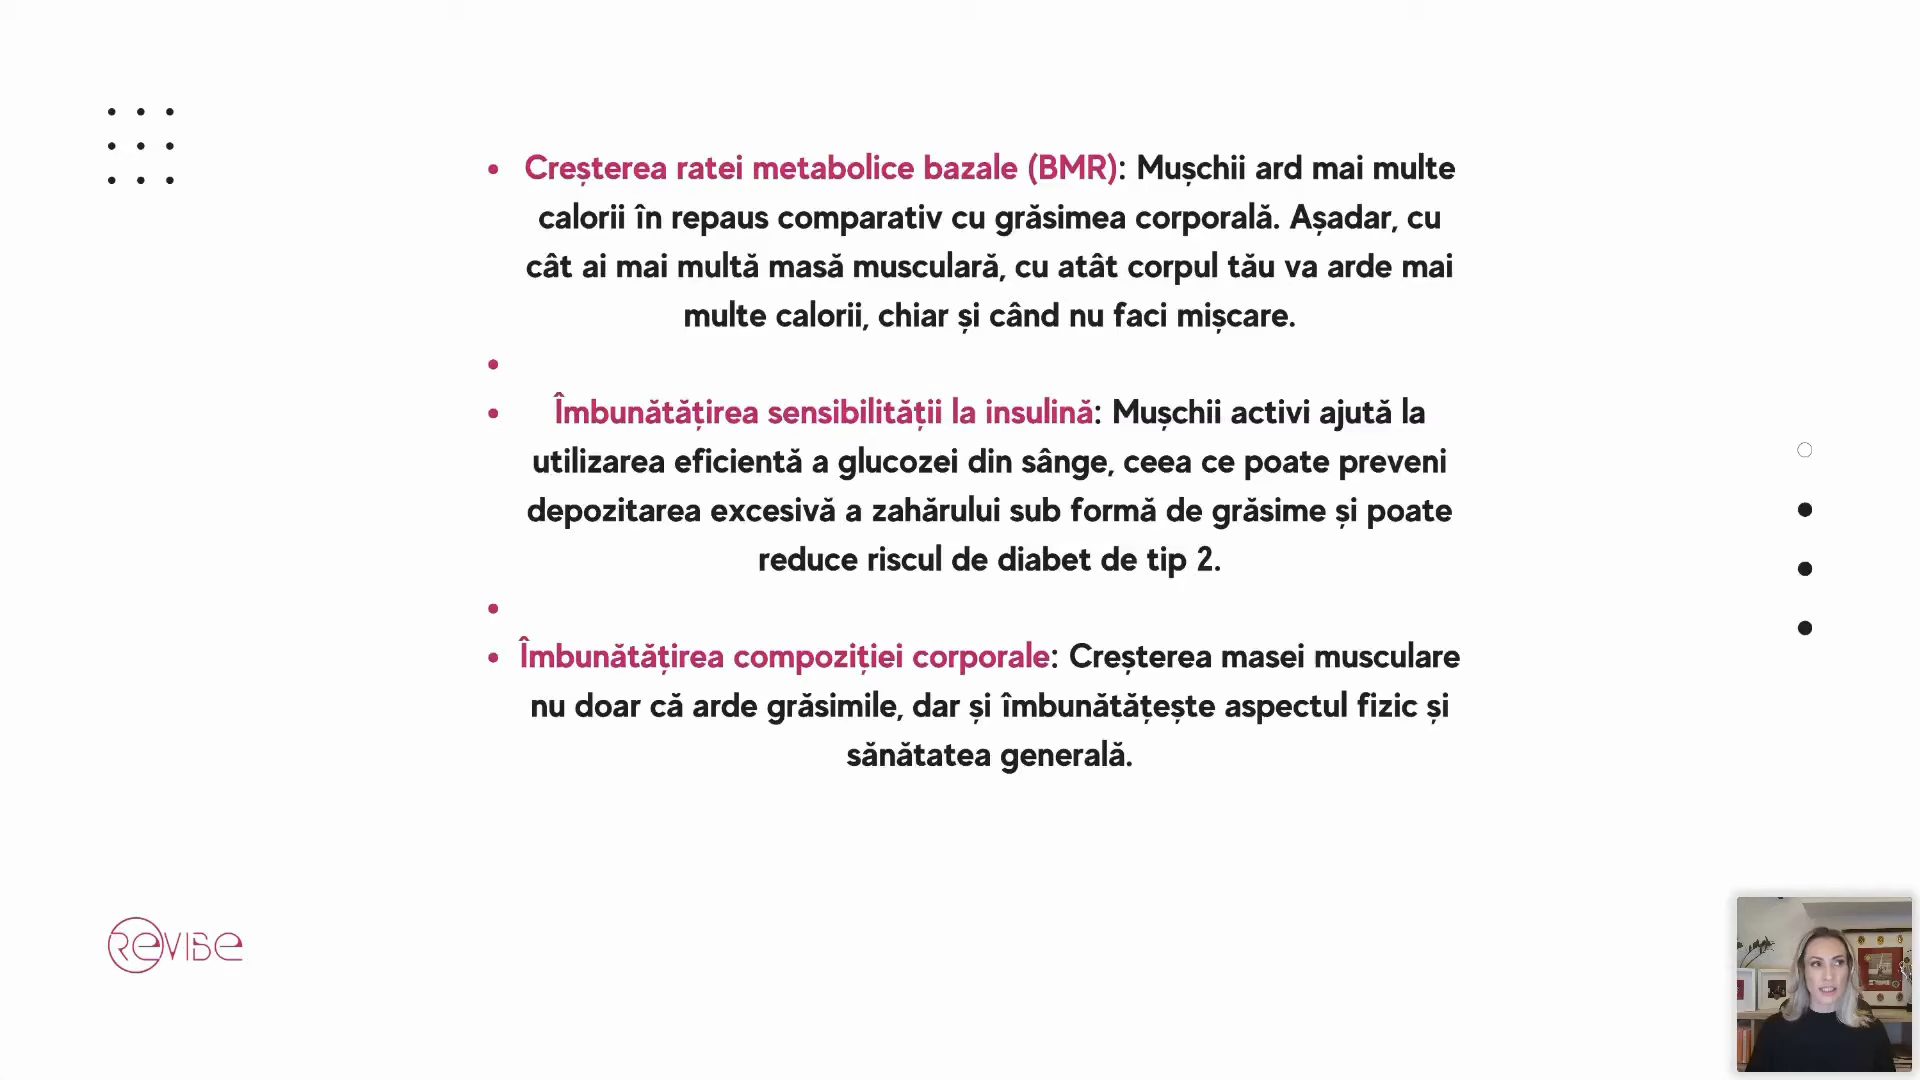 • Creșterea ratei metabolice bazale (BMR): Mușchii ard mai multe
calorii în repaus comparativ cu grăsimea corporală. Așadar, cu
cât ai mai multă masă musculară, cu atât corpul tău va arde mai
multe calorii, chiar și când nu faci mișcare.
•
• Îmbunătățirea sensibilității la insulină: Mușchii activi ajută la
utilizarea eficientă a glucozei din sânge, ceea ce poate preveni
depozitarea excesivă a zahărului sub formă de grăsime și poate
reduce riscul de diabet de tip 2.
•
• Îmbunătățirea compoziției corporale: Creșterea masei musculare
nu doar că arde grăsimile, dar și îmbunătățește aspectul fizic și
sănătatea generală.
REVIBE